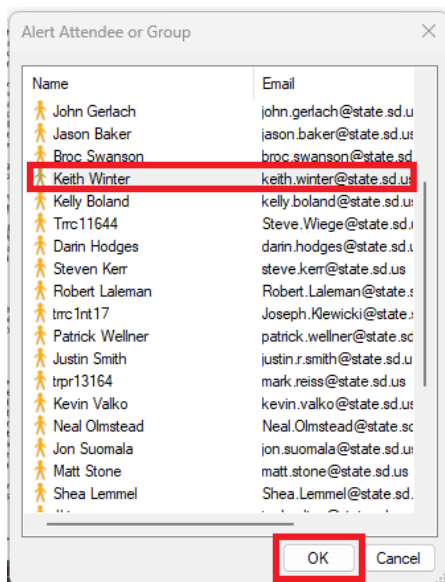 Alert Attendee or Group
Name Email
John Gerlach john.gerlach@state.sd.u
Jason Baker jason.baker@state.sd.us
Broc Swanson broc.swanson@state.sd
Keith Winter keith.winter@state.sd.us
Kelly Boland kelly.boland@state.sd.us
Trrc11644 Steve.Wiege@state.sd.
Darin Hodges darin.hodges@state.sd.
Steven Kerr steve.kerr@state.sd.us
Robert Laleman Robert.Laleman@state.s
trrc1nt17 Joseph.Klewicki@state.
Patrick Wellner patrick.wellner@state.sd
Justin Smith justin.r.smith@state.sd.u
trpr13164 mark.reiss@state.sd.us
Kevin Valko kevin.valko@state.sd.us
Neal Olmstead Neal.Olmstead@state.sd
Jon Suomala jon.suomala@state.sd.us
Matt Stone matt.stone@state.sd.us
Shea Lemmel Shea.Lemmel@state.sd.
OK Cancel